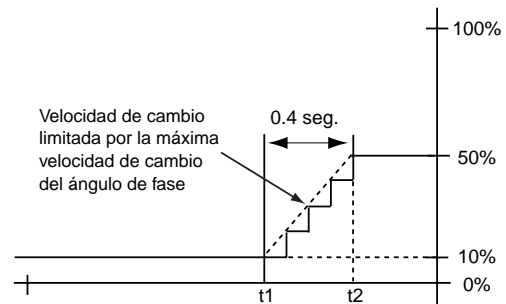 100%
Velocidad de cambio
limitada por la máxima
velocidad de cambio
del ángulo de fase
0.4 seg.
50%
10%
0%
t1
t2